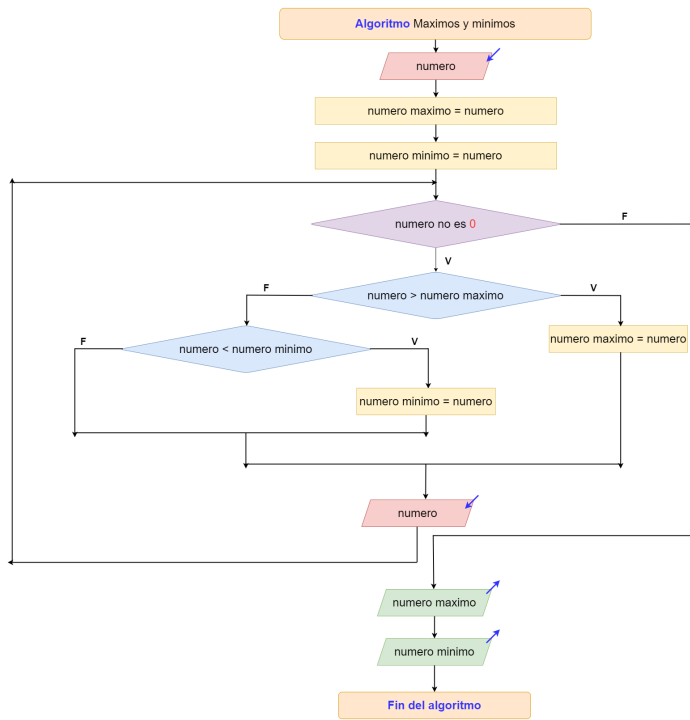 Algoritmo Maximos y minimos
numero
numero maximo = numero
numero minimo = numero
numero no es 0
F
V
numero > numero maximo
F
V
numero < numero minimo
F
V
numero maximo = numero
numero minimo = numero
numero
numero maximo
numero minimo
Fin del algoritmo